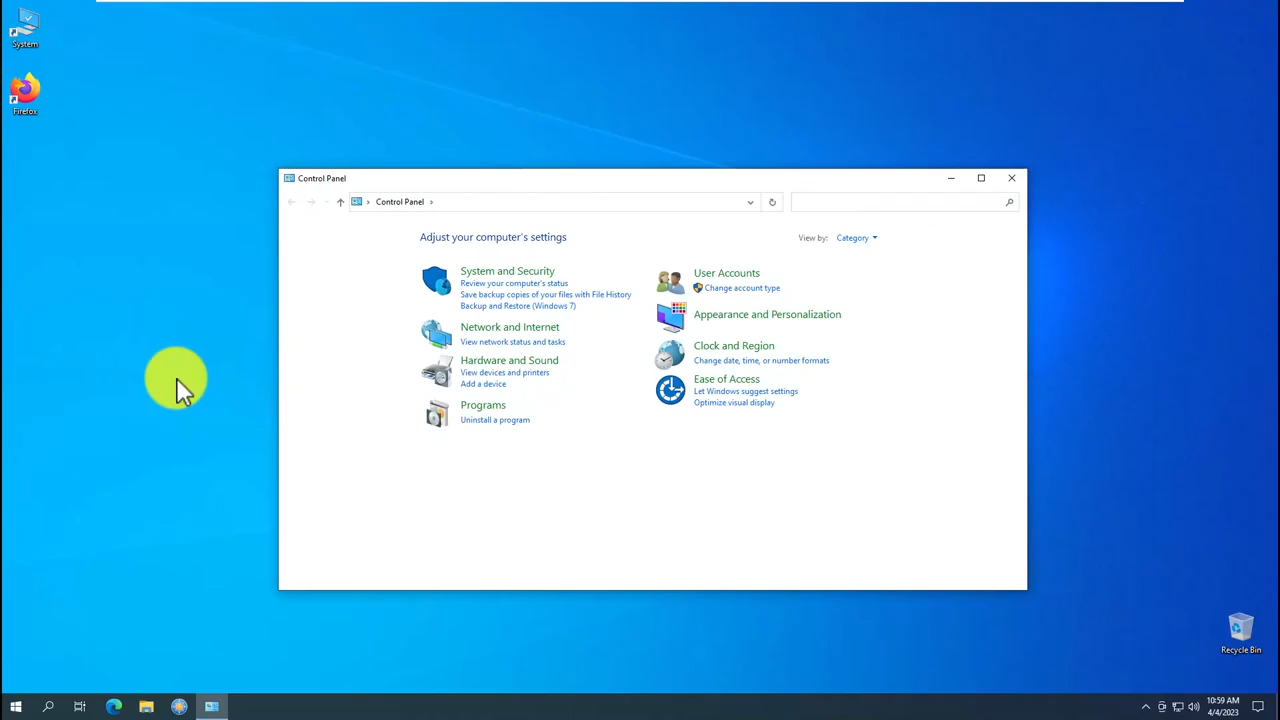 System
Firefox
Control Panel
Control Panel
Adjust your computer's settings
View by: Category
System and Security
Review your computer's status
Save backup copies of your files with File History
Backup and Restore (Windows 7)
Network and Internet
View network status and tasks
Hardware and Sound
View devices and printers
Add a device
Programs
Uninstall a program
User Accounts
Change account type
Appearance and Personalization
Clock and Region
Change date, time, or number formats
Ease of Access
Let Windows suggest settings
Optimize visual display
Recycle Bin
10:59 AM
4/4/2023